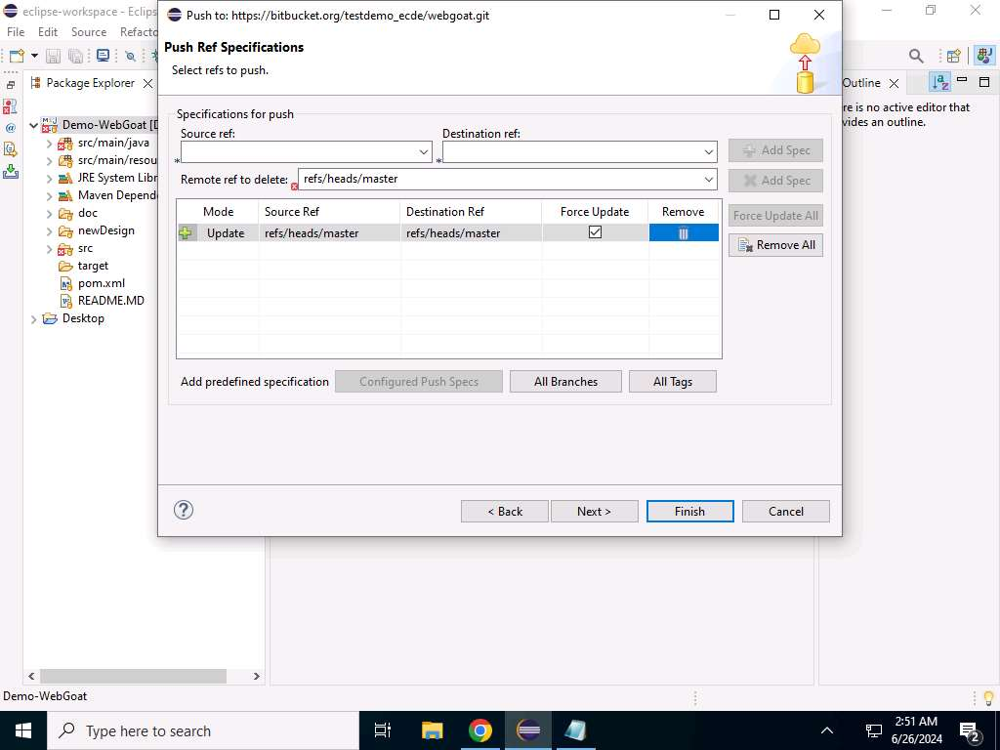 eclipse-workspace - Eclips
Push to: https://bitbucket.org/testdemo_ecde/webgoat.git
File Edit Source Refacto
Push Ref Specifications
Select refs to push.
Package Explorer
Outline
Demo-WebGoat [D
src/main/java
src/main/resou
JRE System Libr
Maven Depend
doc
newDesign
src
target
pom.xml
README.MD
Desktop
Specifications for push
Source ref:
Destination ref:
Add Spec
Remote ref to delete:
refs/heads/master
Add Spec
Mode Source Ref Destination Ref Force Update Remove
Update refs/heads/master refs/heads/master
Force Update All
Remove All
Add predefined specification
Configured Push Specs
All Branches
All Tags
< Back
Next >
Finish
Cancel
re is no active editor that
vides an outline.
Demo-WebGoat
Type here to search
2:51 AM
6/26/2024
2